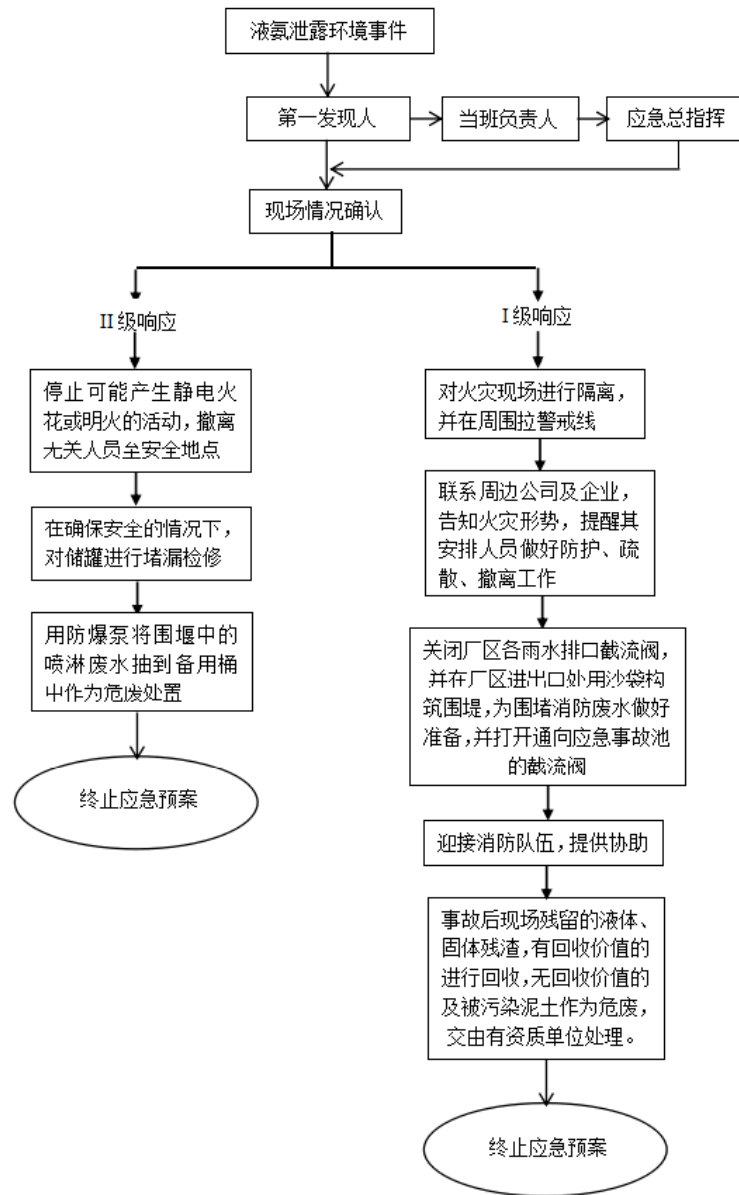 液氨泄露环境事件
第一发现人
当班负责人
应急总指挥
现场情况确认
II 级响应
停止可能产生静电火
花或明火的活动，撤离
无关人员至安全地点
在确保安全的情况下，
对储罐进行堵漏检修
用防爆泵将围堰中的
喷淋废水抽到备用桶
中作为危废处置
终止应急预案
I 级响应
对火灾现场进行隔离，
并在周围拉警戒线
联系周边公司及企业，
告知火灾形势，提醒其
安排人员做好防护、疏
散、撤离工作
关闭厂区各雨水排口截流阀，
并在厂区进出口处用沙袋构
筑围堤，为围堵消防废水做好
准备，并打开通向应急事故池
的截流阀
迎接消防队伍，提供协助
事故后现场残留的液体、
固体残渣，有回收价值的
进行回收，无回收价值的
及被污染泥土作为危废，
交由有资质单位处理。
终止应急预案